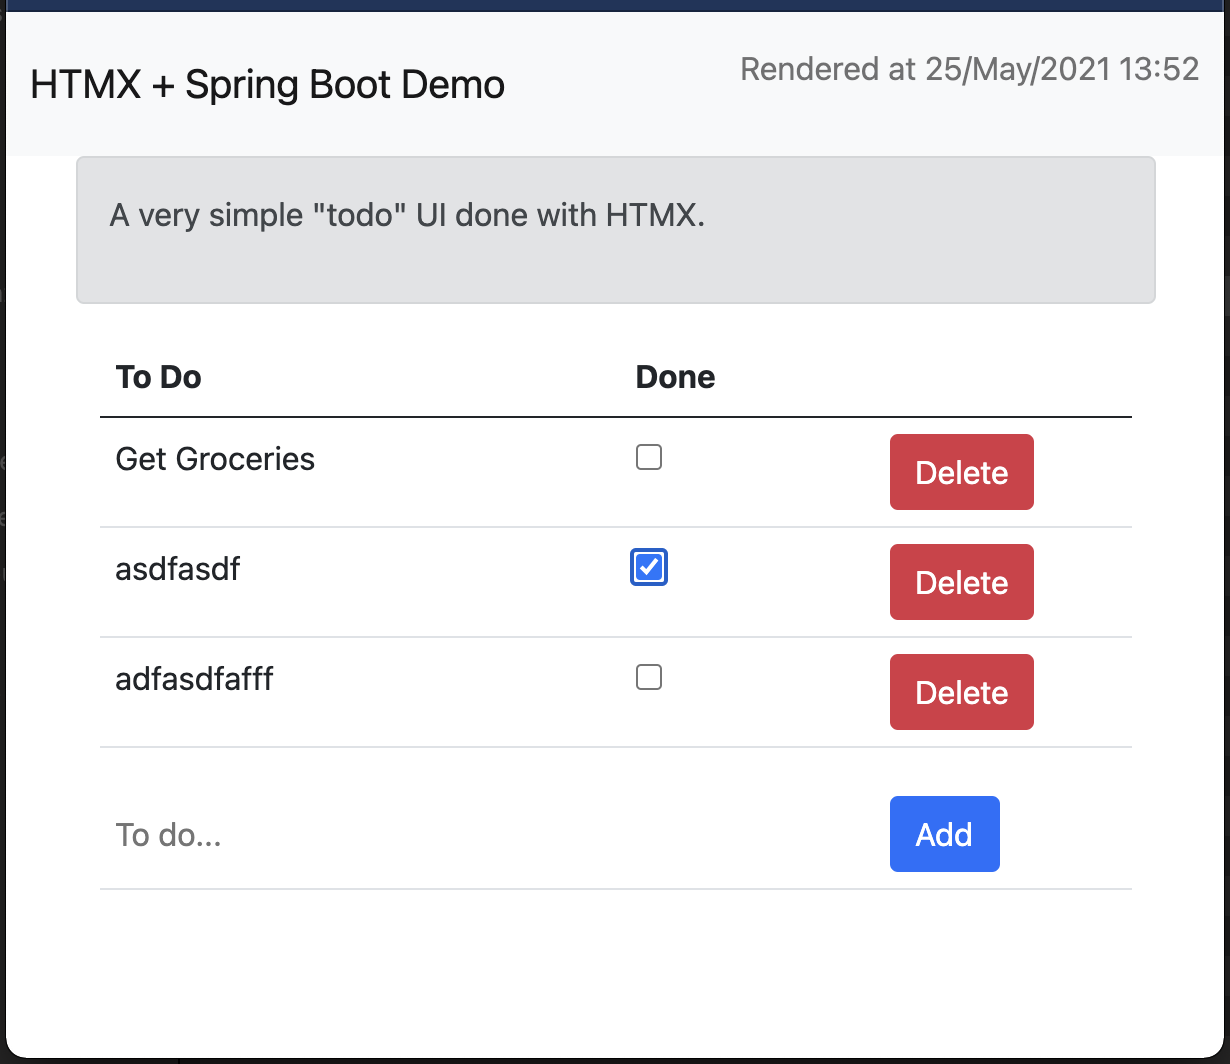 HTMX + Spring Boot Demo
Rendered at 25/May/2021 13:52
A very simple "todo" UI done with HTMX.
To Do Done
Get Groceries Delete
asdfasdf Delete
adfasdfafff Delete
To do... Add